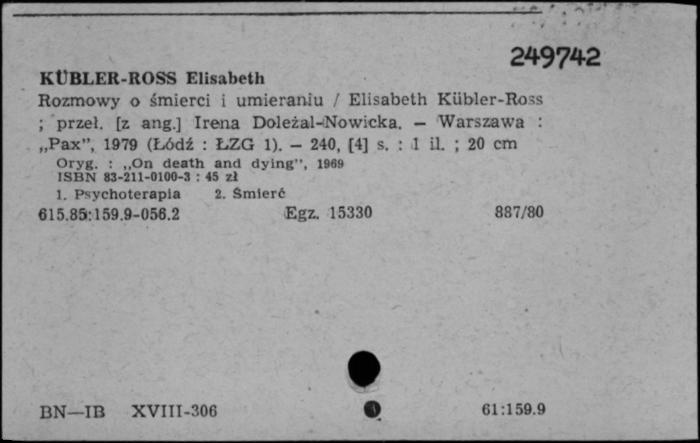 249742
KÜBLER-ROSS Elisabeth
Rozmowy o śmierci i umieraniu / Elisabeth Kübler-Ross
; przeł. [z ang.] Irena Doleżal-Nowicka. — Warszawa :
„Pax”, 1979 (Łódź : ŁZG 1). — 240, [4] s. : 1 il. ; 20 cm
Oryg. : „On death and dying”, 1969
ISBN 83-211-0100-3 : 45 zł
1. Psychoterapia 2. Śmierć
615.85:159.9-056.2 Egz. 15330 887/80
BN—IB XVIII-306 61:159.9